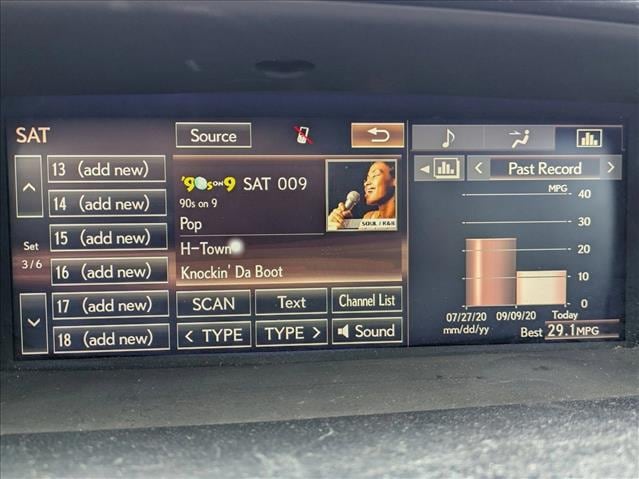 SAT
Source
13 (add new)
14 (add new)
15 (add new)
16 (add new)
17 (add new)
18 (add new)
Set
3/6
'90s ON 9 SAT 009
90s on 9
Pop
H-Town
Knockin' Da Boot
SOUL / R&B
SCAN
Text
Channel List
< TYPE
TYPE >
Sound
< Past Record >
MPG
40
30
20
10
0
07/27/20 09/09/20 Today
mm/dd/yy
Best 29.1MPG